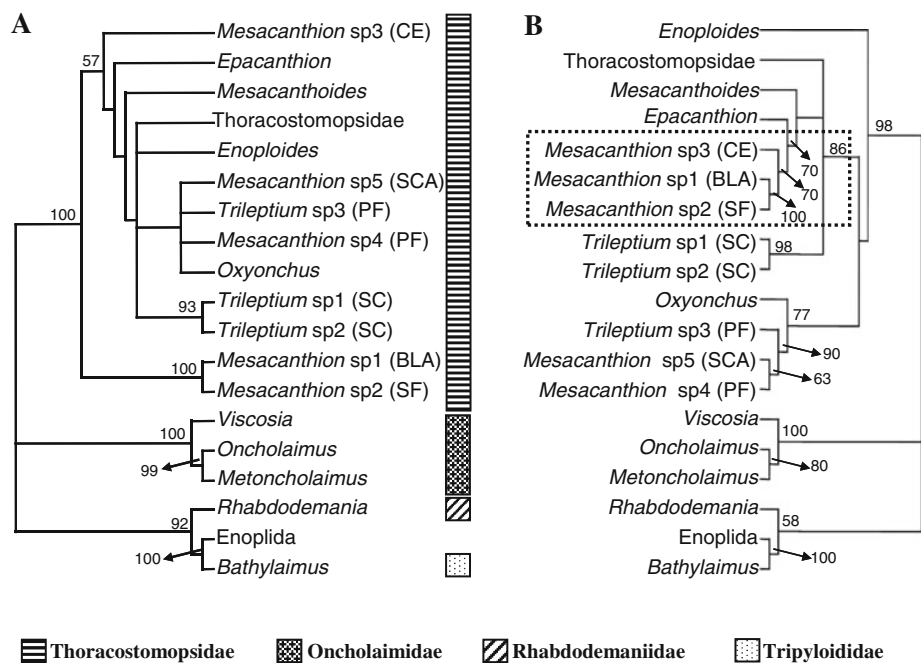 A
Mesacanthion sp3 (CE)
57
Epacanthion
Mesacanthoides
Thoracostomopsidae
Enoploides
Mesacanthion sp5 (SCA)
100
Trileptium sp3 (PF)
Mesacanthion sp4 (PF)
Oxyonchus
Trileptium sp1 (SC)
93
Trileptium sp2 (SC)
Mesacanthion sp1 (BLA)
100
Mesacanthion sp2 (SF)
Viscosia
100
Oncholaimus
99
Metoncholaimus
Rhabdodemania
92
Enoplida
100
Bathylaimus
B
Enoploides
Thoracostomopsidae
Mesacanthoides
Epacanthion
98
Mesacanthion sp3 (CE)
86
70
Mesacanthion sp1 (BLA)
70
Mesacanthion sp2 (SF)
100
Trileptium sp1 (SC)
98
Trileptium sp2 (SC)
Oxyonchus
77
Trileptium sp3 (PF)
90
Mesacanthion sp5 (SCA)
63
Mesacanthion sp4 (PF)
Viscosia
100
Oncholaimus
80
Metoncholaimus
Rhabdodemania
58
Enoplida
100
Bathylaimus
Thoracostomopsidae Oncholaimidae Rhabdodemaniidae Tripyloididae